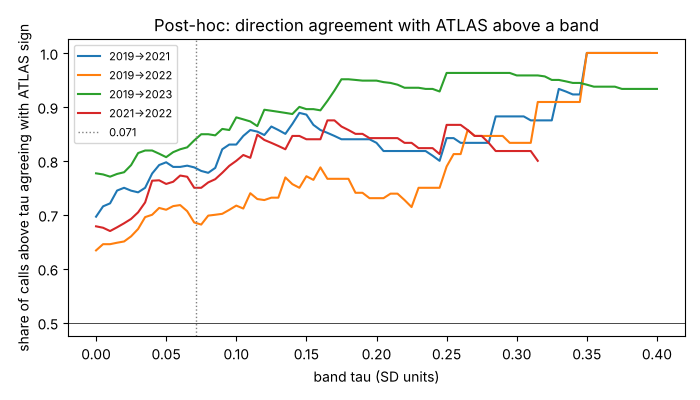 Post-hoc: direction agreement with ATLAS above a band
share of calls above tau agreeing with ATLAS sign
1.0
0.9
0.8
0.7
0.6
0.5
2019→2021
2019→2022
2019→2023
2021→2022
0.071
0.00 0.05 0.10 0.15 0.20 0.25 0.30 0.35 0.40
band tau (SD units)